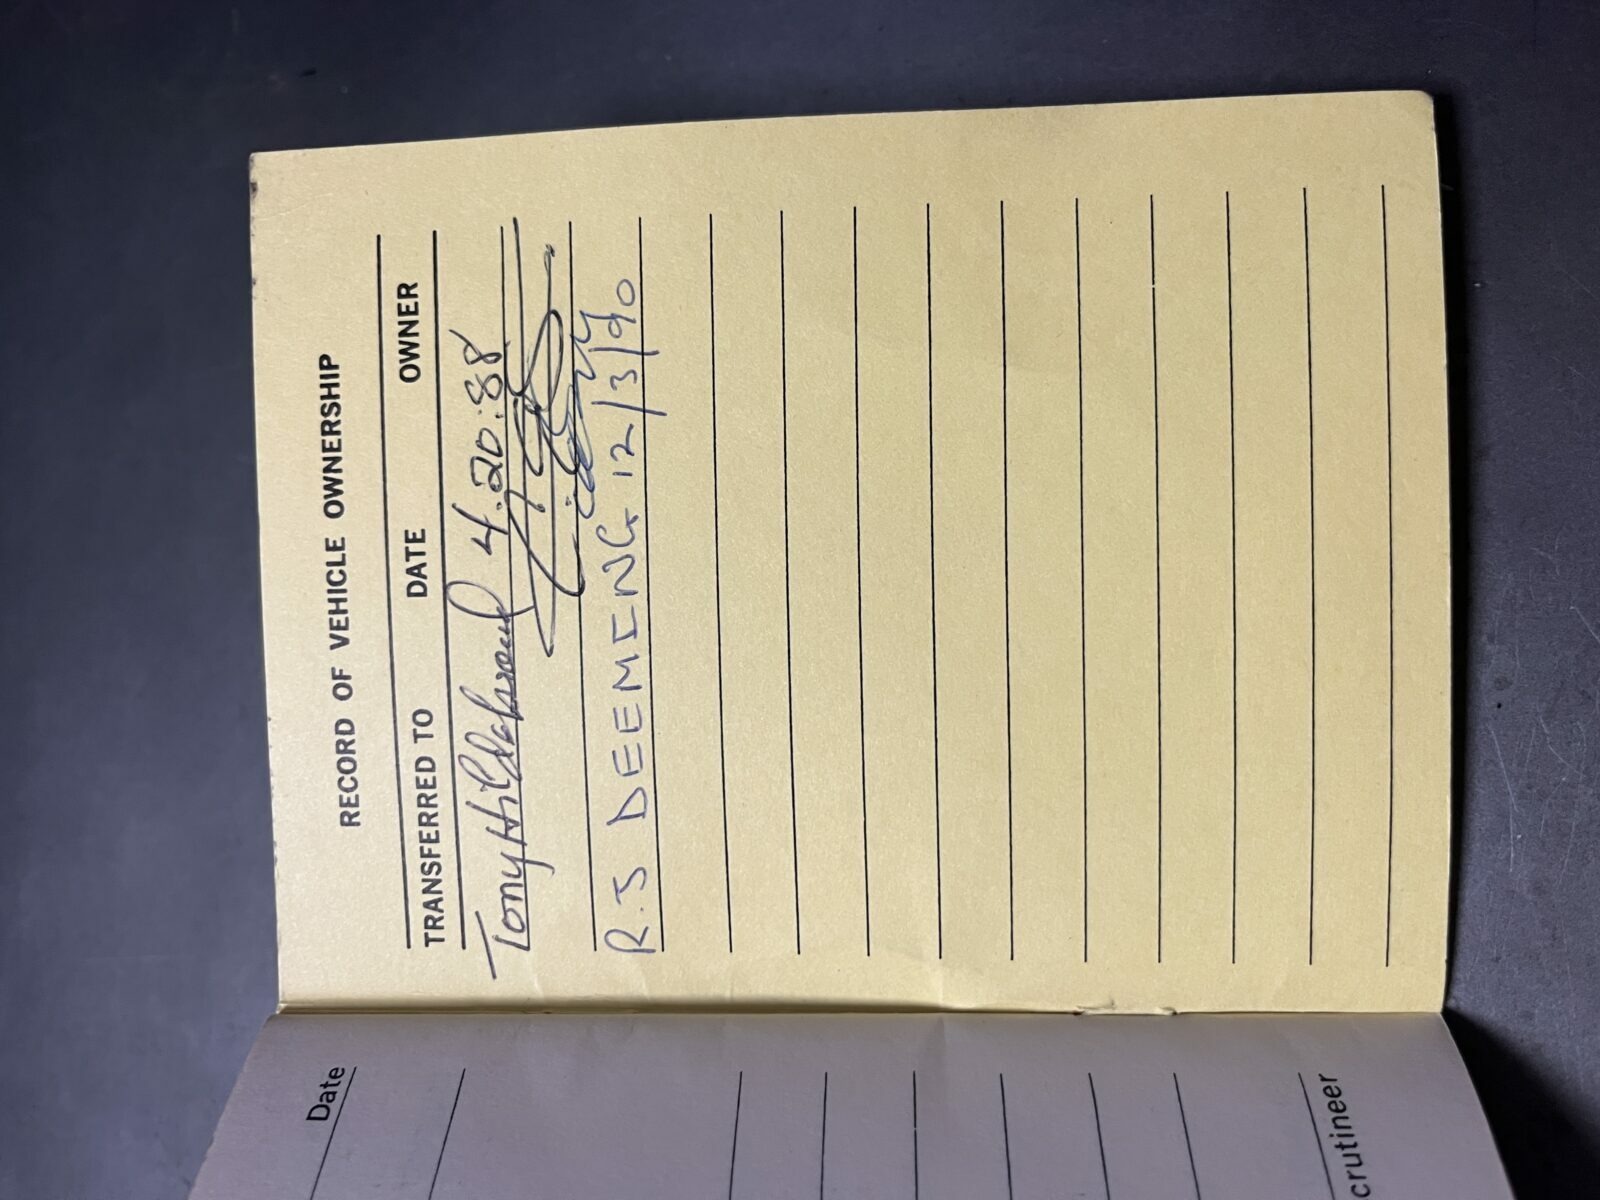 RECORD OF VEHICLE OWNERSHIP
TRANSFERRED TO DATE OWNER
Tony 4.20.88
R.J DEEMING 12/3/90
Date
crutineer